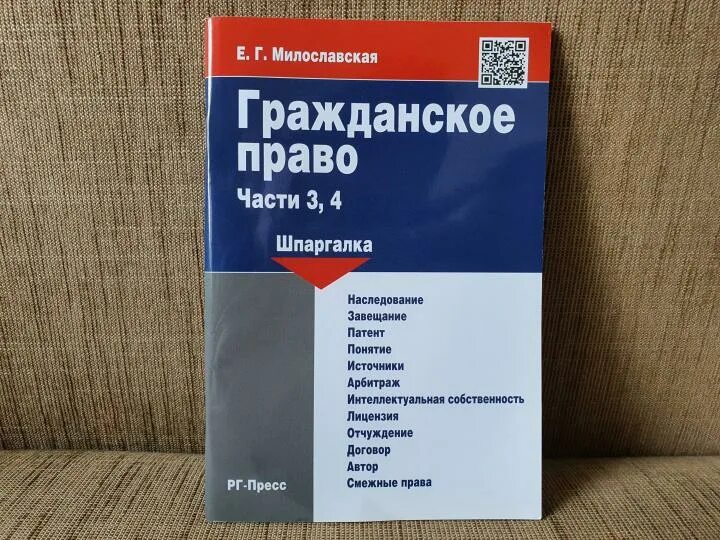 Е. Г. Милославская
Гражданское
право
Части 3, 4
Шпаргалка
Наследование
Завещание
Патент
Понятие
Источники
Арбитраж
Интеллектуальная собственность
Лицензия
Отчуждение
Договор
Автор
Смежные права
РГ-Пресс